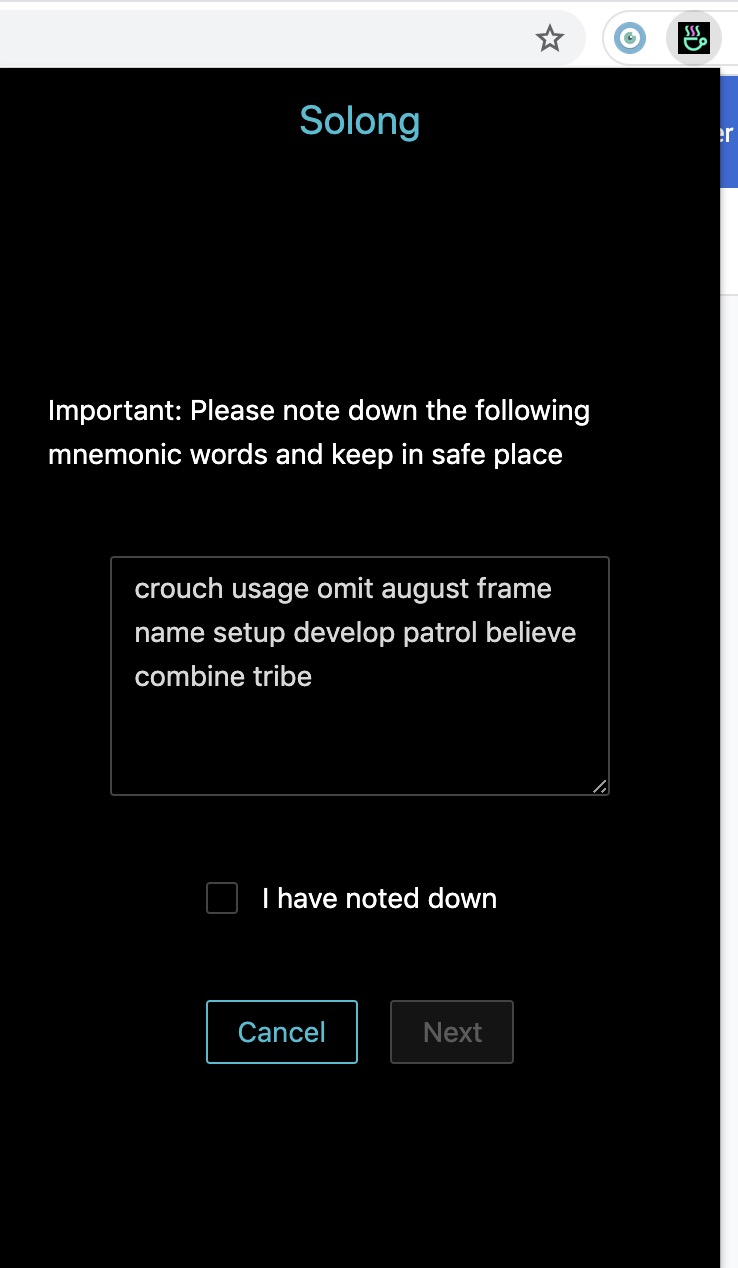 er
Solong
Important: Please note down the following
mnemonic words and keep in safe place
crouch usage omit august frame
name setup develop patrol believe
combine tribe
I have noted down
Cancel
Next